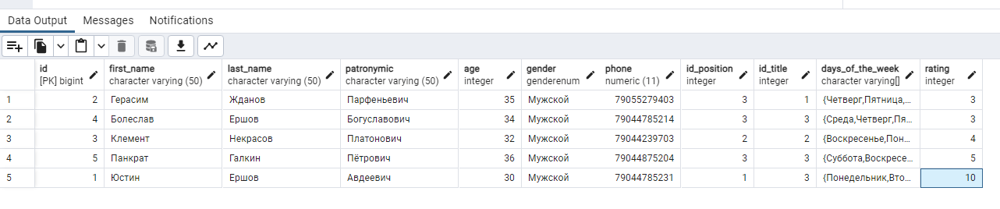 Data Output Messages Notifications
id first_name last_name patronymic age gender phone id_position id_title days_of_the_week rating
[PK] bigint character varying (50) character varying (50) character varying (50) integer genderenum numeric (11) integer integer character varying[] integer
1 2 Герасим Жданов Парфеньевич 35 Мужской 79055279403 3 1 {Четверг,Пятница,... 3
2 4 Болеслав Ершов Богуславович 34 Мужской 79044785214 3 3 {Среда,Четверг,Пя... 3
3 3 Клемент Некрасов Платонович 32 Мужской 79044239703 2 2 {Воскресенье,Пон... 4
4 5 Панкрат Галкин Пётрович 36 Мужской 79044875204 3 3 {Суббота,Воскресе... 5
5 1 Юстин Ершов Авдеевич 30 Мужской 79044785231 1 3 {Понедельник,Вто... 10